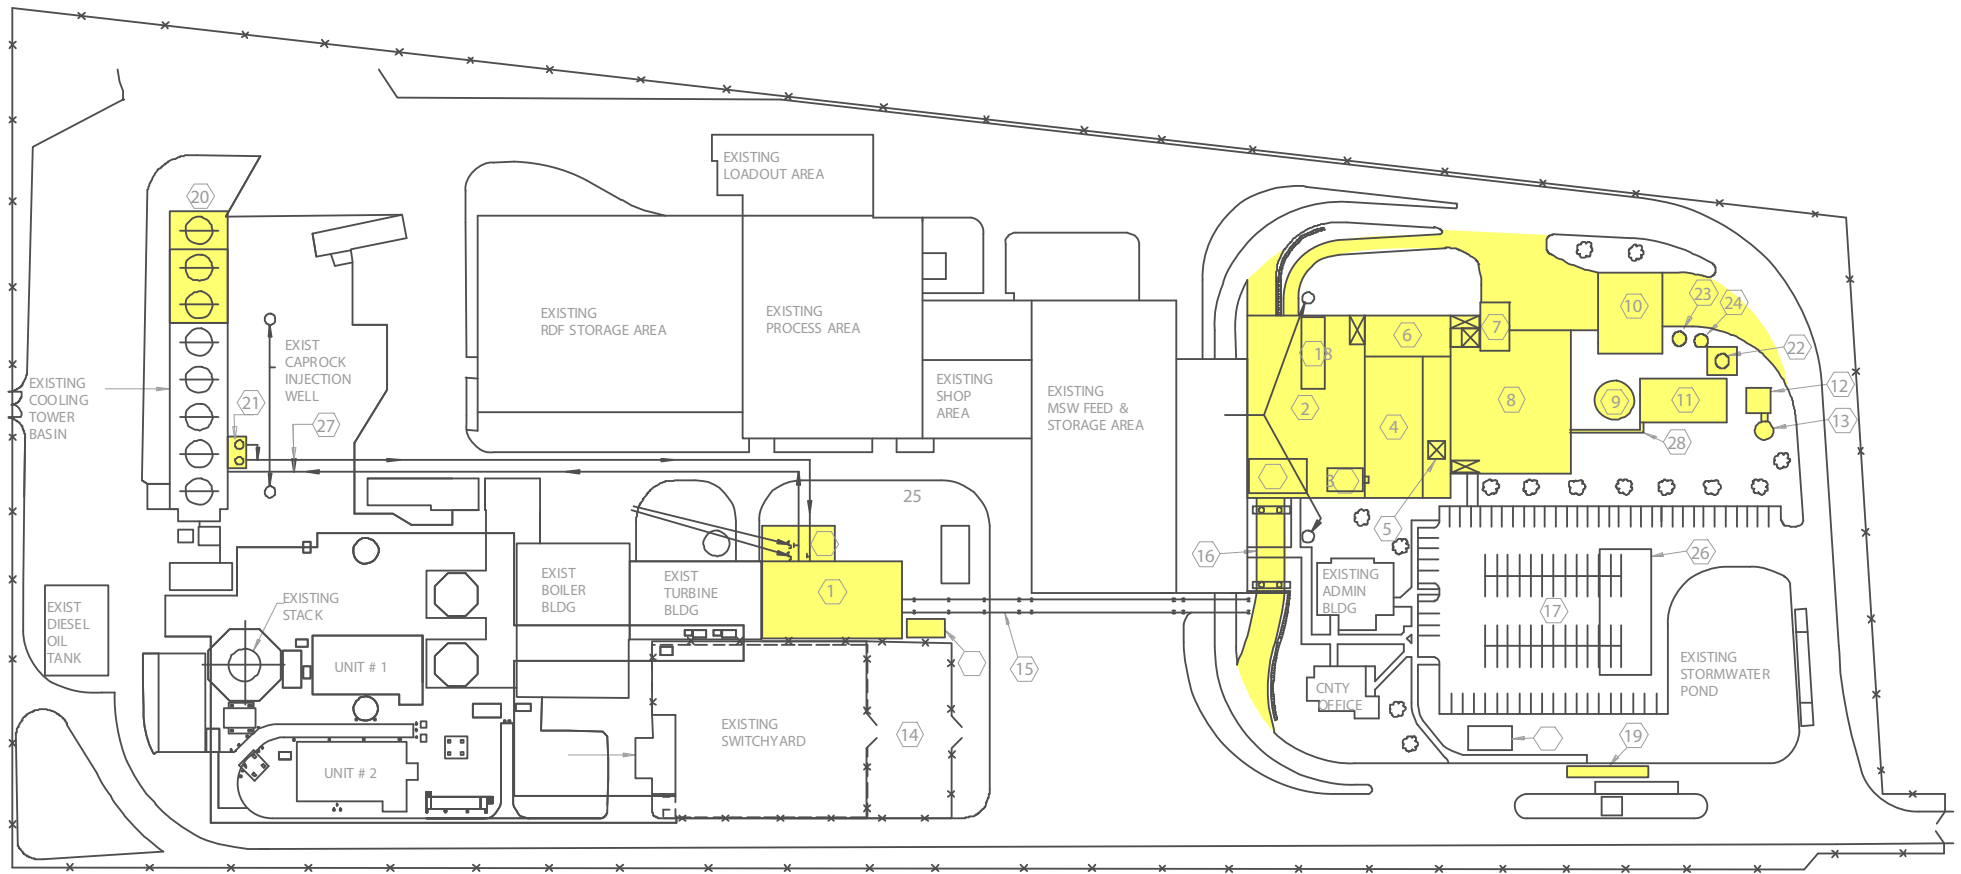 EXISTING
LOADOUT AREA
20
EXISTING
RDF STORAGE AREA
EXISTING
PROCESS AREA
EXIST
CAPROCK
INJECTION
WELL
EXISTING
COOLING
TOWER
BASIN
21
27
EXISTING
SHOP
AREA
EXISTING
MSW FEED &
STORAGE AREA
18
6
7
10
23
24
22
2
4
8
9
11
12
13
28
3
5
16
25
1
EXIST
BOILER
BLDG
EXIST
TURBINE
BLDG
EXISTING
ADMIN
BLDG
26
17
EXISTING
STACK
EXIST
DIESEL
OIL
TANK
UNIT # 1
15
EXISTING
STORMWATER
POND
CNTY
OFFICE
EXISTING
SWITCHYARD
14
19
UNIT # 2